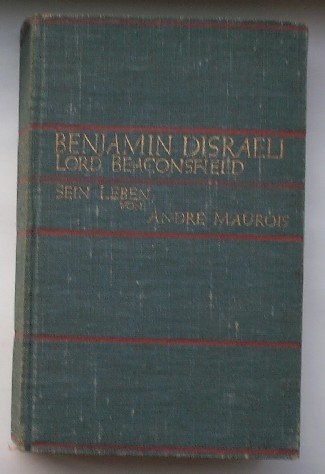 BENJAMIN DISRAELI
LORD BEACONSFIELD
SEIN LEBEN
VON
ANDRÉ MAUROIS